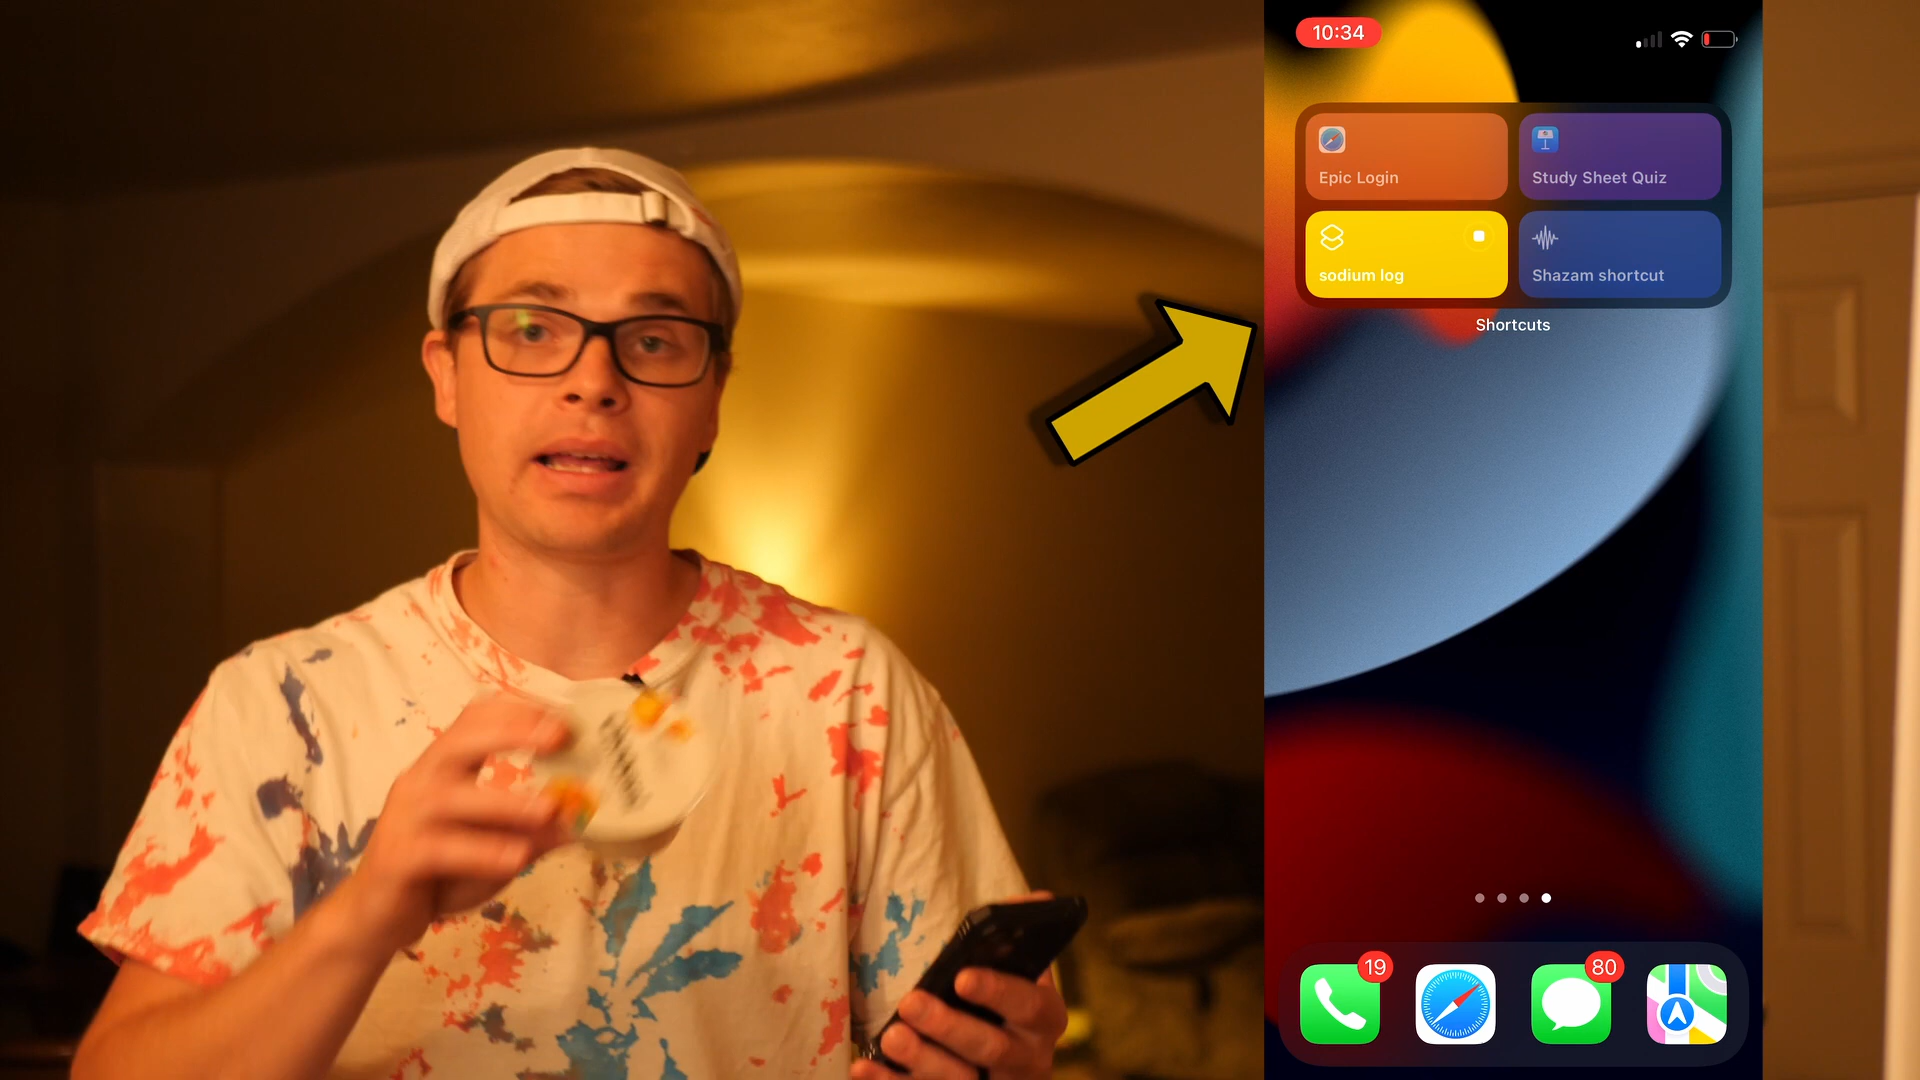 10:34
Epic Login
Study Sheet Quiz
sodium log
Shazam shortcut
Shortcuts
19
80